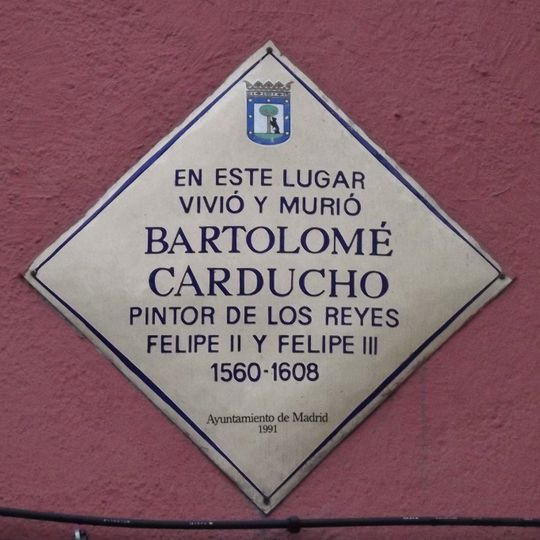 EN ESTE LUGAR
VIVIÓ Y MURIÓ
BARTOLOMÉ
CARDUCHO
PINTOR DE LOS REYES
FELIPE II Y FELIPE III
1560-1608
Ayuntamiento de Madrid
1991